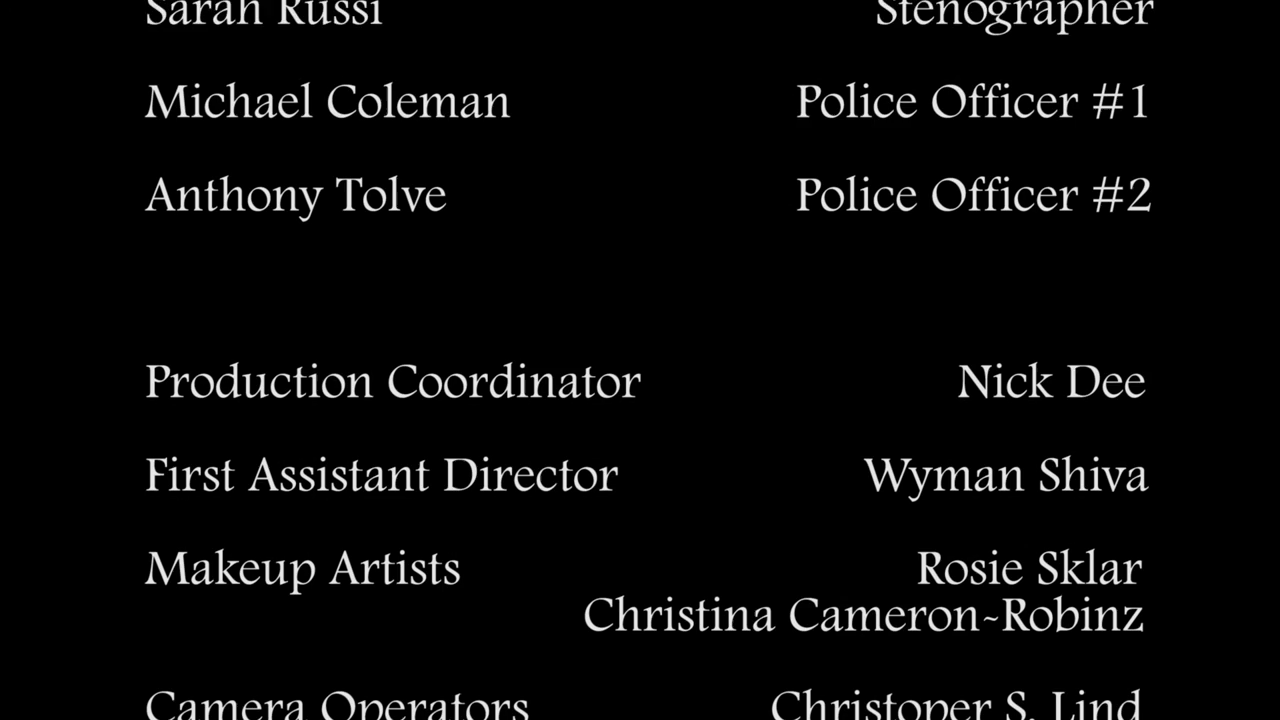 Sarah Russi Stenographer
Michael Coleman Police Officer #1
Anthony Tolve Police Officer #2
Production Coordinator Nick Dee
First Assistant Director Wyman Shiva
Makeup Artists Rosie Sklar
Christina Cameron-Robinz
Camera Operators Christoper S. Lind